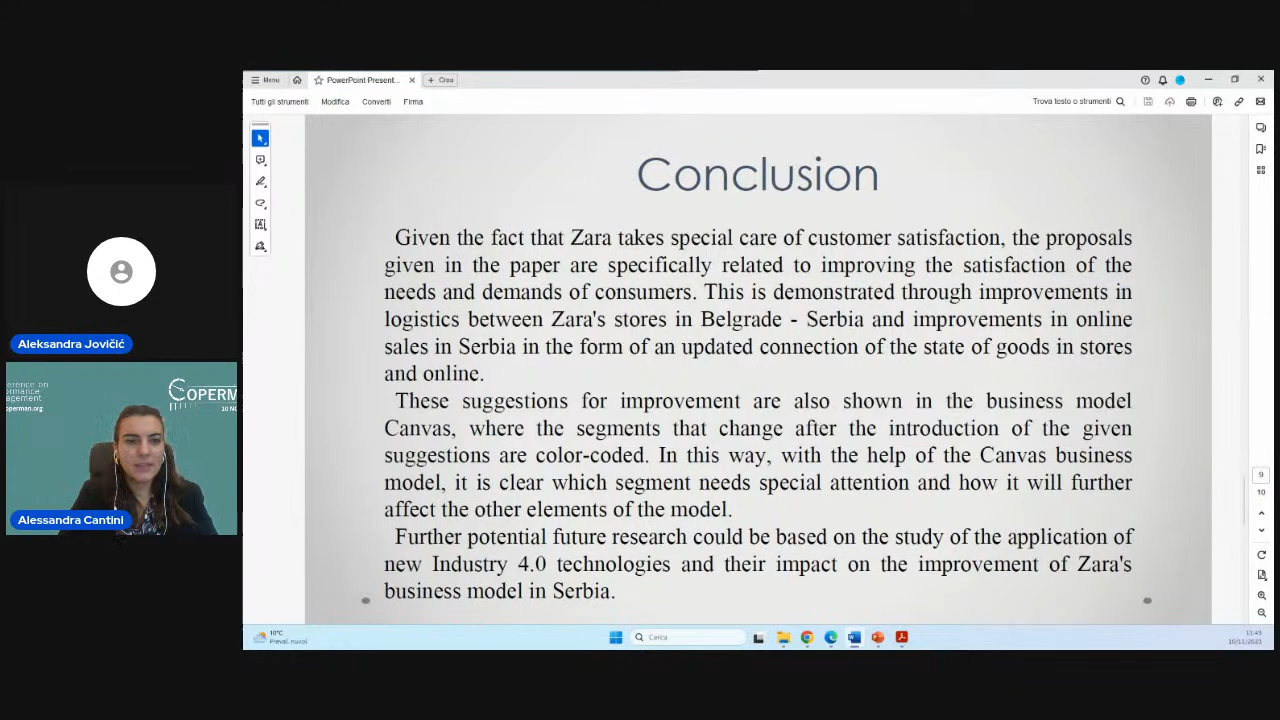 Menu
PowerPoint Present...
Crea
Tutti gli strumenti
Modifica
Converti
Firma
Trova testo o strumenti
Conclusion
Given the fact that Zara takes special care of customer satisfaction, the proposals
given in the paper are specifically related to improving the satisfaction of the
needs and demands of consumers. This is demonstrated through improvements in
logistics between Zara's stores in Belgrade - Serbia and improvements in online
sales in Serbia in the form of an updated connection of the state of goods in stores
and online.
These suggestions for improvement are also shown in the business model
Canvas, where the segments that change after the introduction of the given
suggestions are color-coded. In this way, with the help of the Canvas business
model, it is clear which segment needs special attention and how it will further
affect the other elements of the model.
Further potential future research could be based on the study of the application of
new Industry 4.0 technologies and their impact on the improvement of Zara's
business model in Serbia.
9
10
Aleksandra Jovičić
COPERM
10 NO
Alessandra Cantini
10°C
Preval. nuvol
Cerca